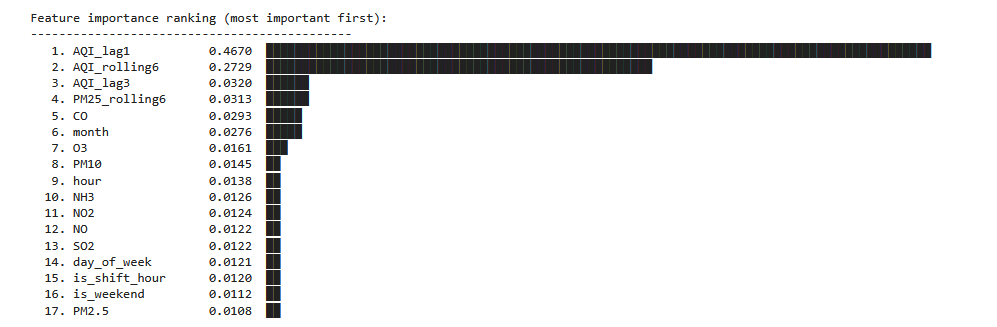 Feature importance ranking (most important first):
---------------------------------------------
1. AQI_lag1 0.4670
2. AQI_rolling6 0.2729
3. AQI_lag3 0.0320
4. PM25_rolling6 0.0313
5. CO 0.0293
6. month 0.0276
7. O3 0.0161
8. PM10 0.0145
9. hour 0.0138
10. NH3 0.0126
11. NO2 0.0124
12. NO 0.0122
13. SO2 0.0122
14. day_of_week 0.0121
15. is_shift_hour 0.0120
16. is_weekend 0.0112
17. PM2.5 0.0108